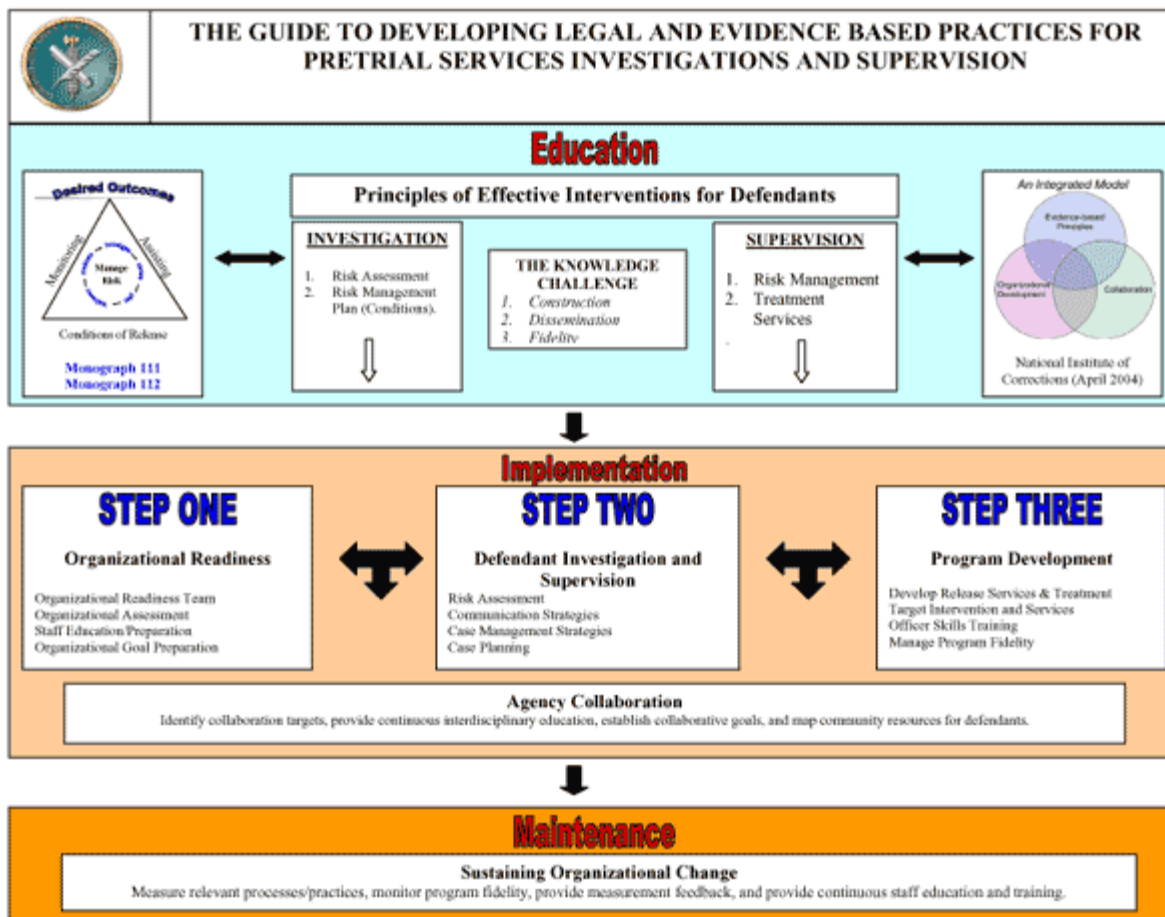 THE GUIDE TO DEVELOPING LEGAL AND EVIDENCE BASED PRACTICES FOR
PRETRIAL SERVICES INVESTIGATIONS AND SUPERVISION
Education
Desired Outcomes
Monitoring
Assisting
Manage
Risk
Conditions of Release
Monograph 111
Monograph 112
Principles of Effective Interventions for Defendants
INVESTIGATION
1. Risk Assessment
2. Risk Management
Plan (Conditions).
THE KNOWLEDGE
CHALLENGE
1. Construction
2. Dissemination
3. Fidelity
SUPERVISION
1. Risk Management
2. Treatment
Services
.
An Integrated Model
Evidence-based
Principles
Organizational
Development
Collaboration
National Institute of
Corrections (April 2004)
Implementation
STEP ONE
Organizational Readiness
Organizational Readiness Team
Organizational Assessment
Staff Education/Preparation
Organizational Goal Preparation
STEP TWO
Defendant Investigation and
Supervision
Risk Assessment
Communication Strategies
Case Management Strategies
Case Planning
STEP THREE
Program Development
Develop Release Services & Treatment
Target Intervention and Services
Officer Skills Training
Manage Program Fidelity
Agency Collaboration
Identify collaboration targets, provide continuous interdisciplinary education, establish collaborative goals, and map community resources for defendants.
Maintenance
Sustaining Organizational Change
Measure relevant processes/practices, monitor program fidelity, provide measurement feedback, and provide continuous staff education and training.